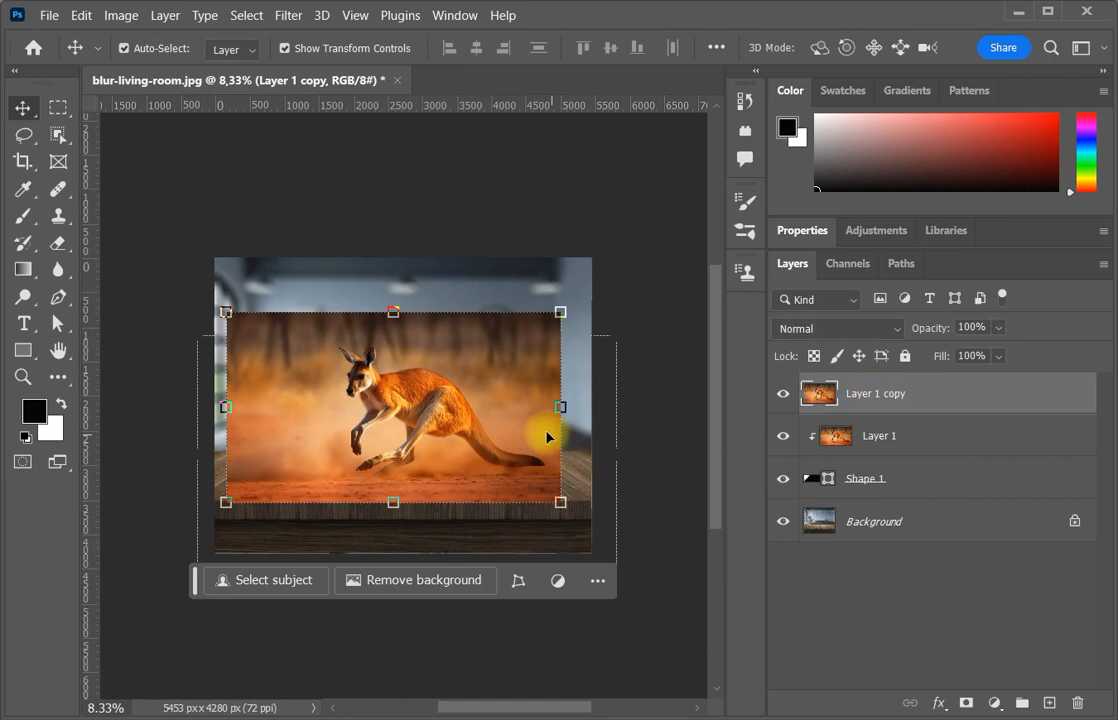 Ps File Edit Image Layer Type Select Filter 3D View Plugins Window Help
Auto-Select: Layer Show Transform Controls 3D Mode: Share
blur-living-room.jpg @ 8,33% (Layer 1 copy, RGB/8#) *
1500 1000 500 0 500 1000 1500 2000 2500 3000 3500 4000 4500 5000 5500 6000 6500
Color Swatches Gradients Patterns
Properties Adjustments Libraries
Layers Channels Paths
Kind
Normal Opacity: 100%
Lock: Fill: 100%
Layer 1 copy
Layer 1
Shape 1
Background
Select subject Remove background
8.33% 5453 px x 4280 px (72 ppi)